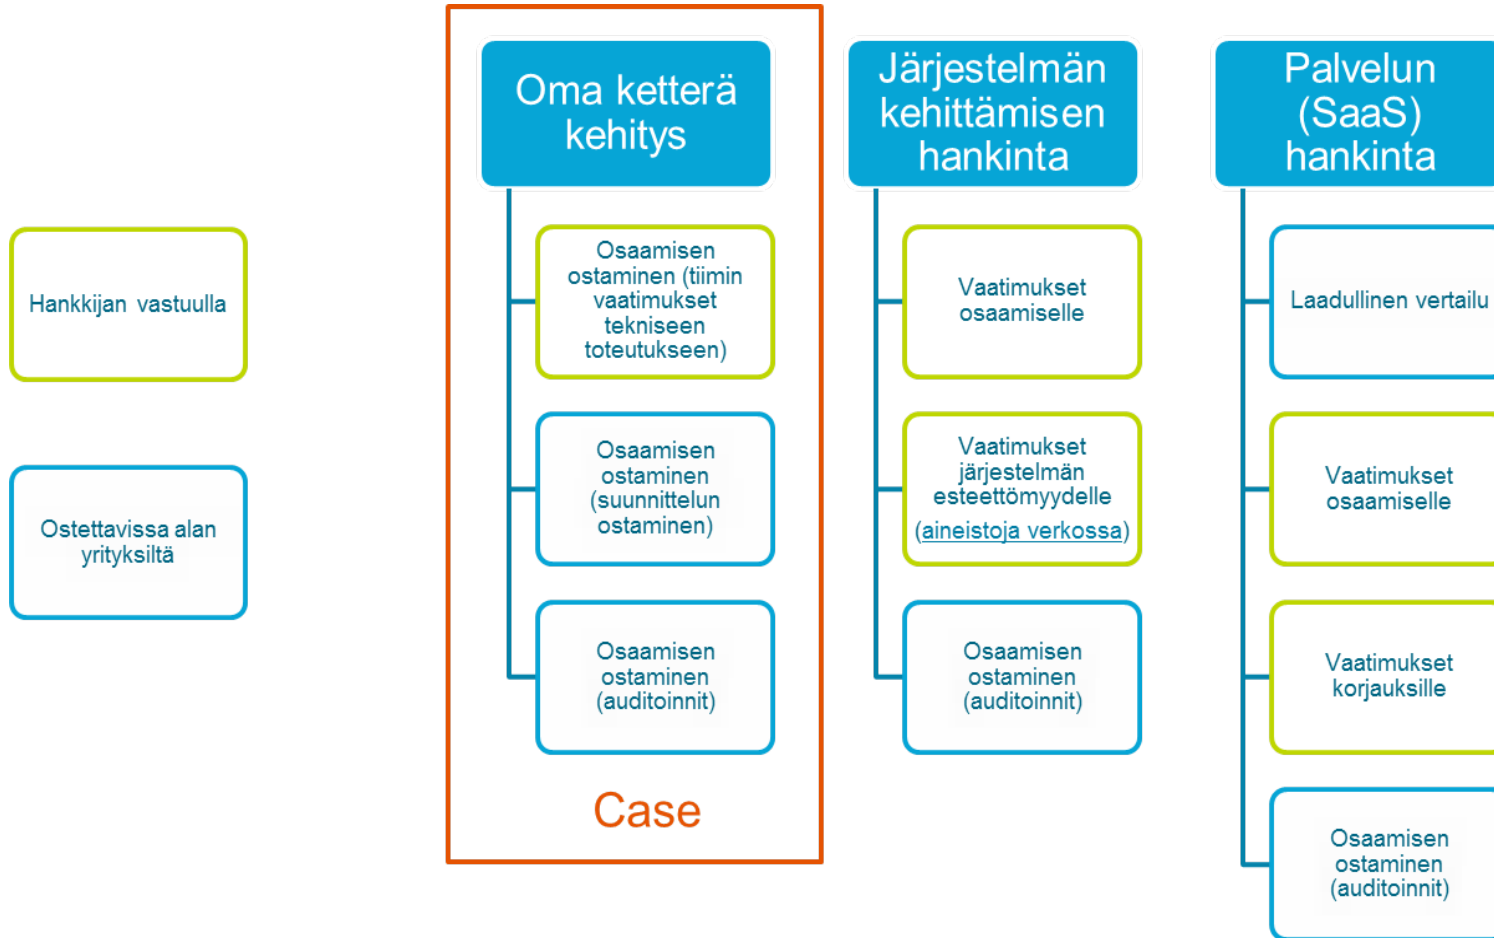 Hankkijan vastuulla
Ostettavissa alan
yrityksiltä
Oma ketterä
kehitys
Osaamisen
ostaminen (tiimin
vaatimukset
tekniseen
toteutukseen)
Osaamisen
ostaminen
(suunnittelun
ostaminen)
Osaamisen
ostaminen
(auditoinnit)
Case
Järjestelmän
kehittämisen
hankinta
Vaatimukset
osaamiselle
Vaatimukset
järjestelmän
esteettömyydelle
(aineistoja verkossa)
Osaamisen
ostaminen
(auditoinnit)
Palvelun
(SaaS)
hankinta
Laadullinen vertailu
Vaatimukset
osaamiselle
Vaatimukset
korjauksille
Osaamisen
ostaminen
(auditoinnit)